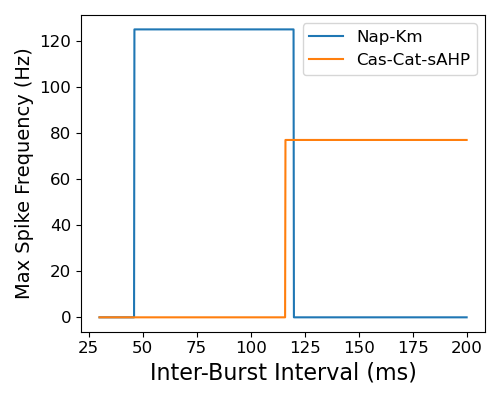 Max Spike Frequency (Hz)
120
100
80
60
40
20
0
Nap-Km
Cas-Cat-sAHP
25 50 75 100 125 150 175 200
Inter-Burst Interval (ms)